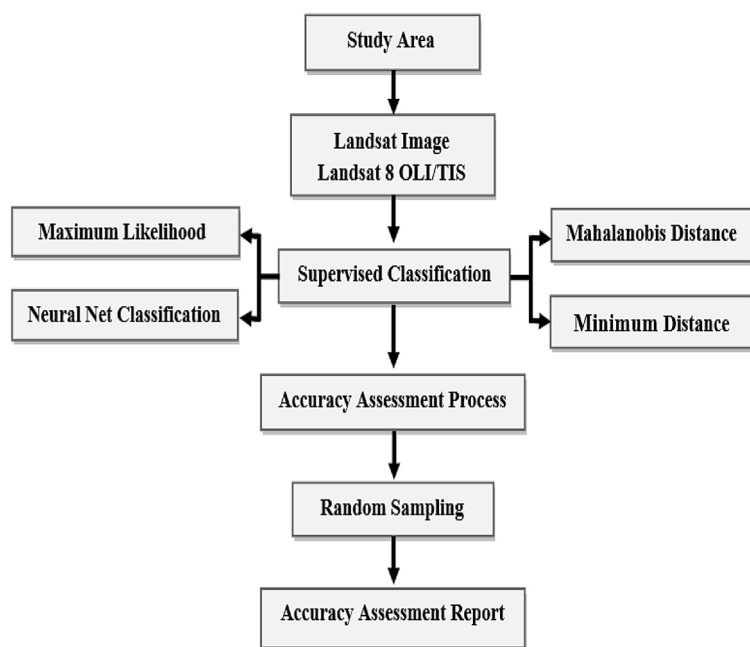 Study Area
Landsat Image
Landsat 8 OLI/TIS
Maximum Likelihood
Mahalanobis Distance
Supervised Classification
Neural Net Classification
Minimum Distance
Accuracy Assessment Process
Random Sampling
Accuracy Assessment Report